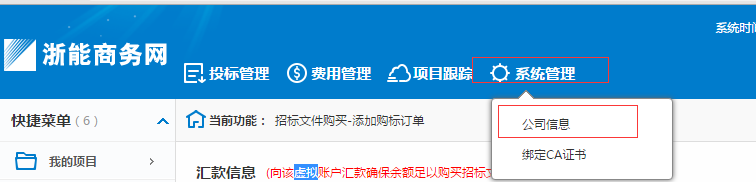 系统时间
浙能商务网
投标管理 费用管理 项目跟踪 系统管理
快捷菜单 (6)
当前功能： 招标文件购买-添加购标订单
公司信息
我的项目
绑定CA证书
汇款信息 (向该虚拟账户汇款确保余额足以购买招标文